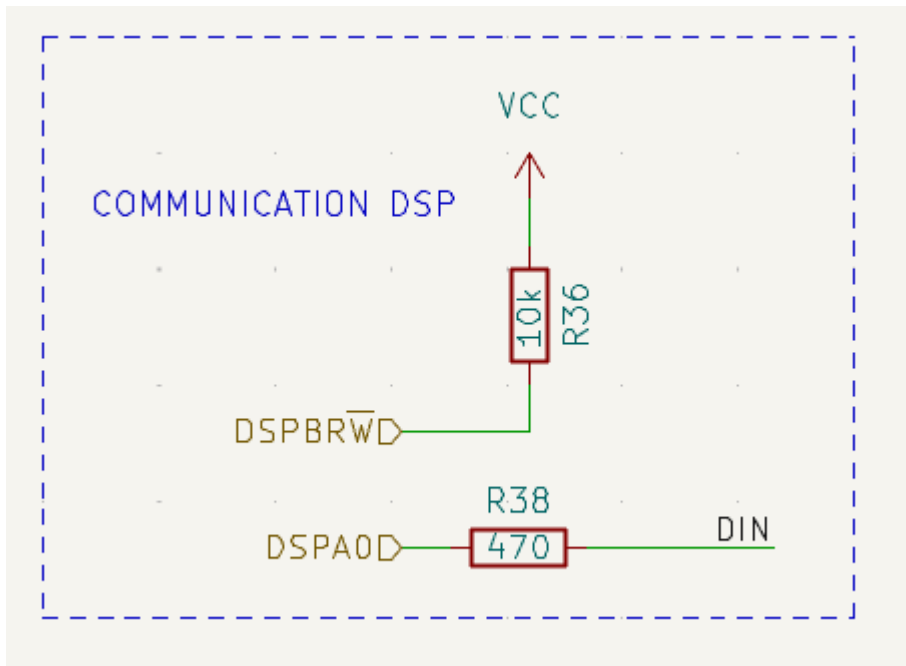 VCC
COMMUNICATION DSP
10k
R36
DSPBRW̅
R38
DSPA0
470
DIN